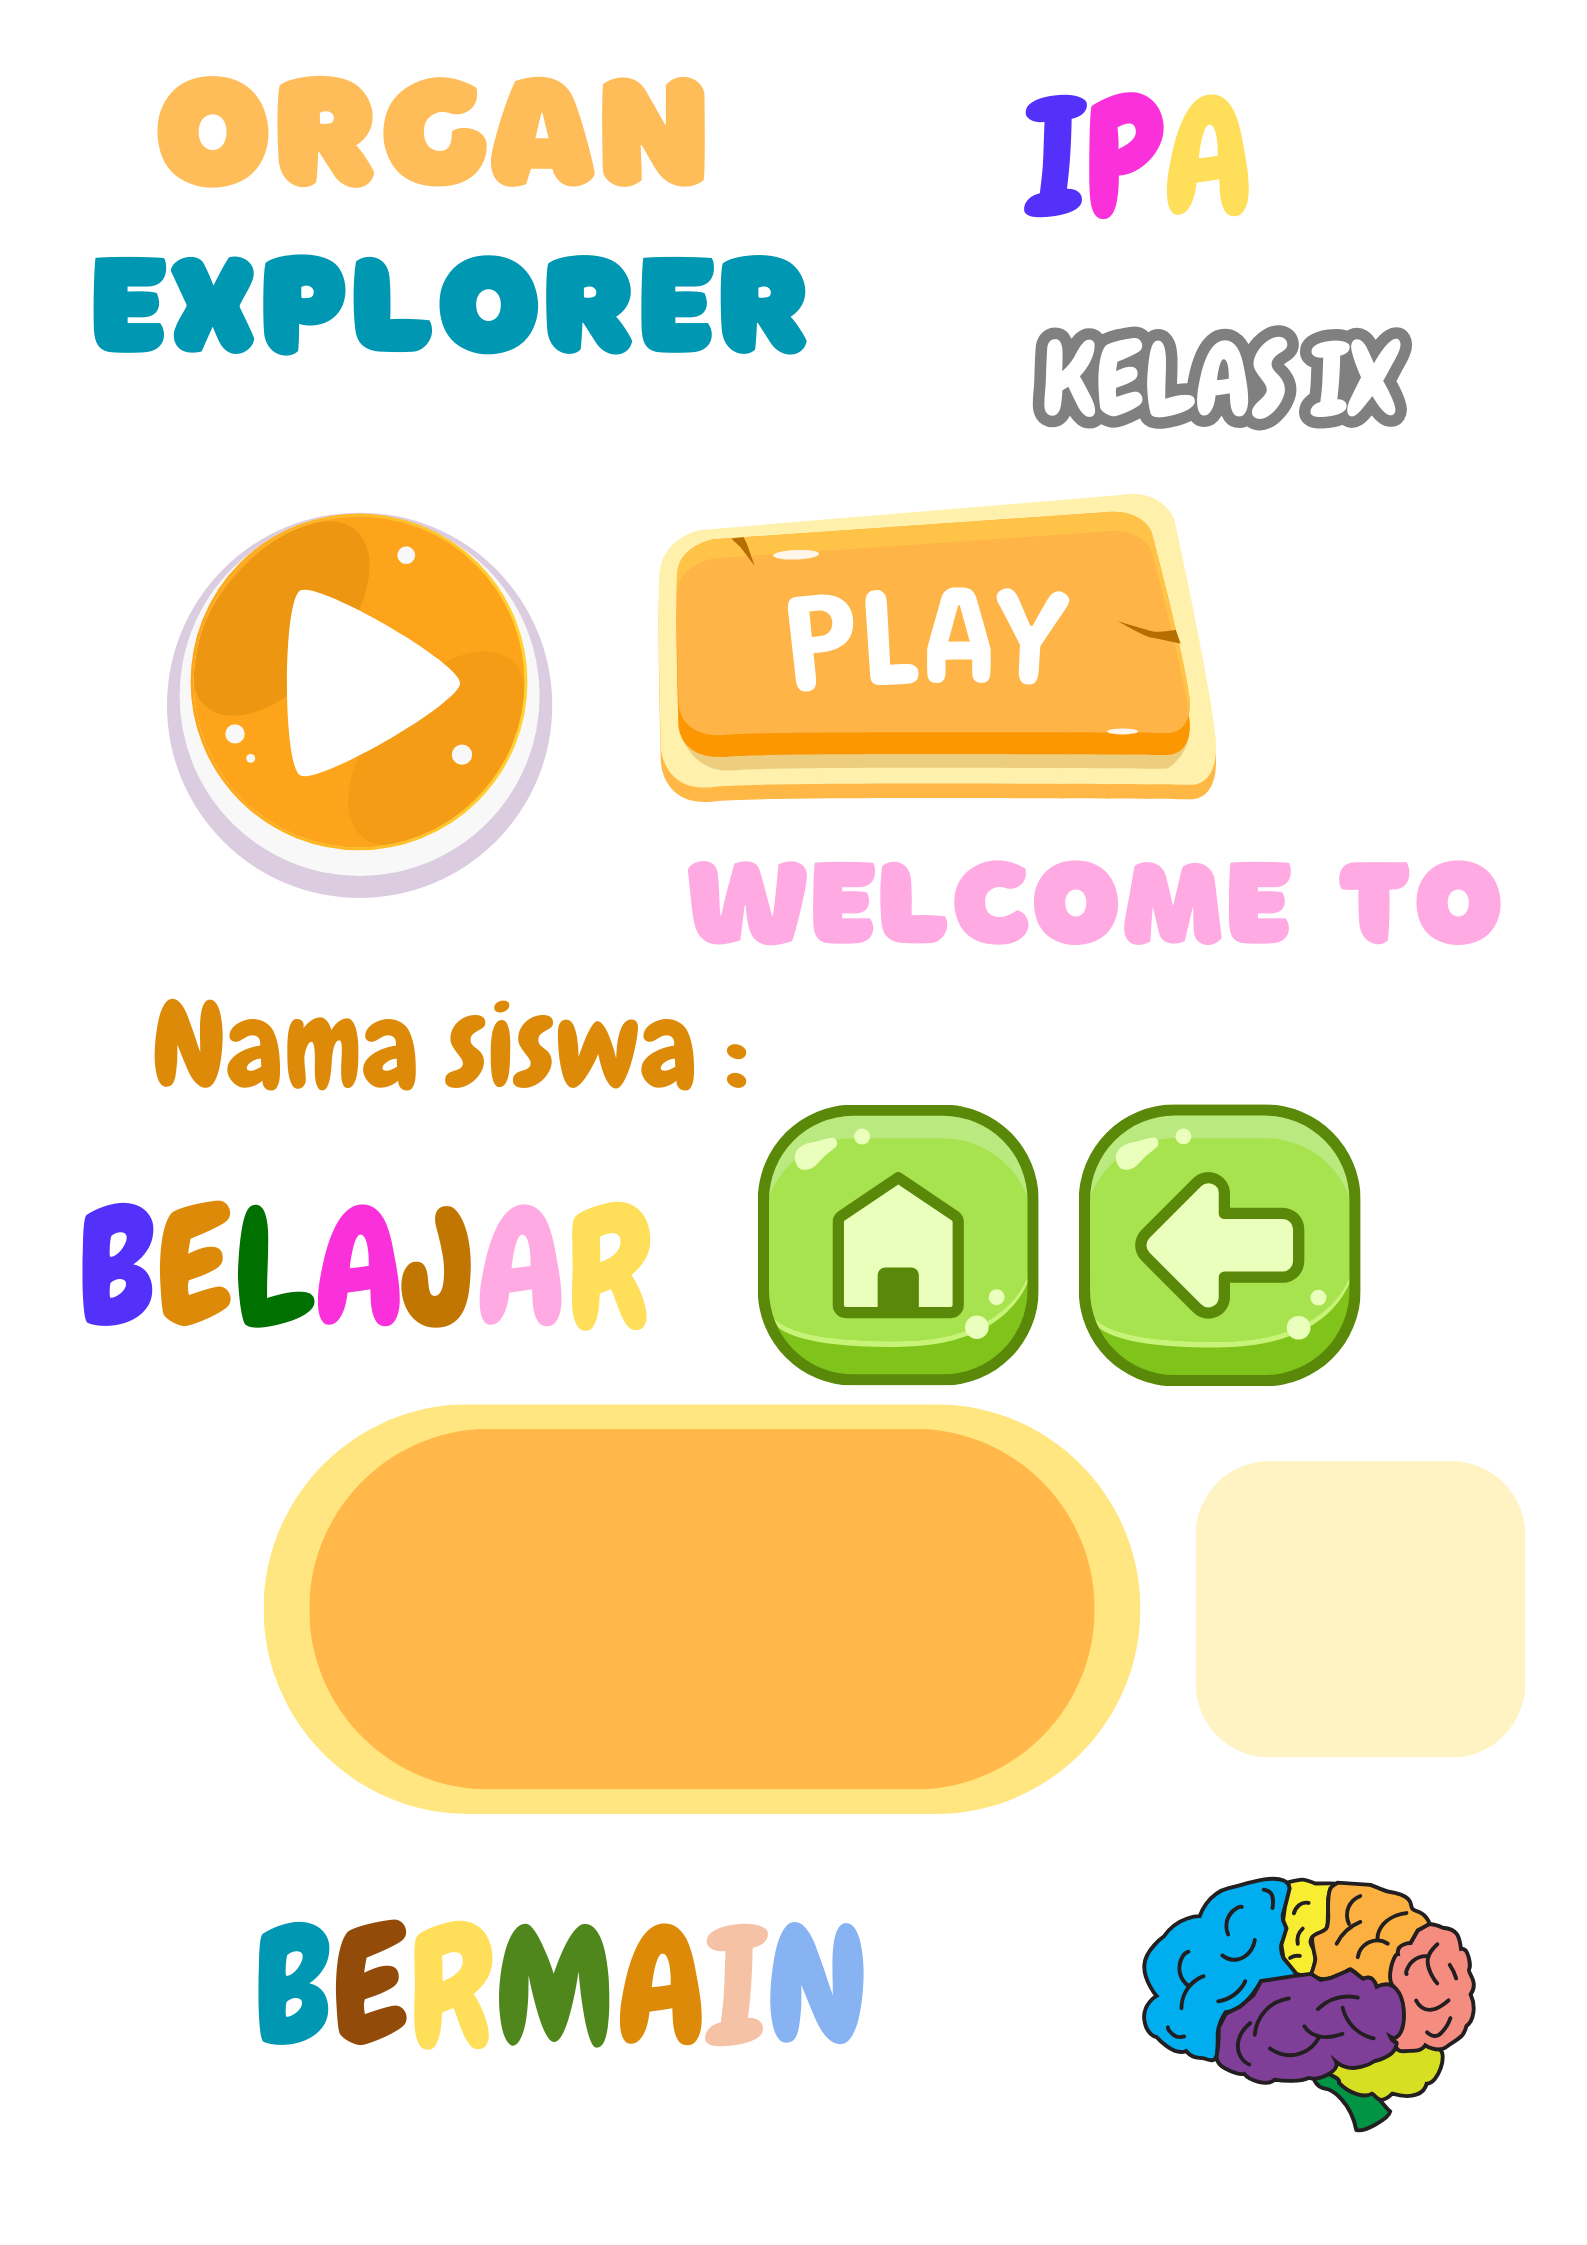 ORGAN
EXPLORER
IPA
KELAS IX
PLAY
WELCOME TO
Nama siswa :
BELAJAR
BERMAIN